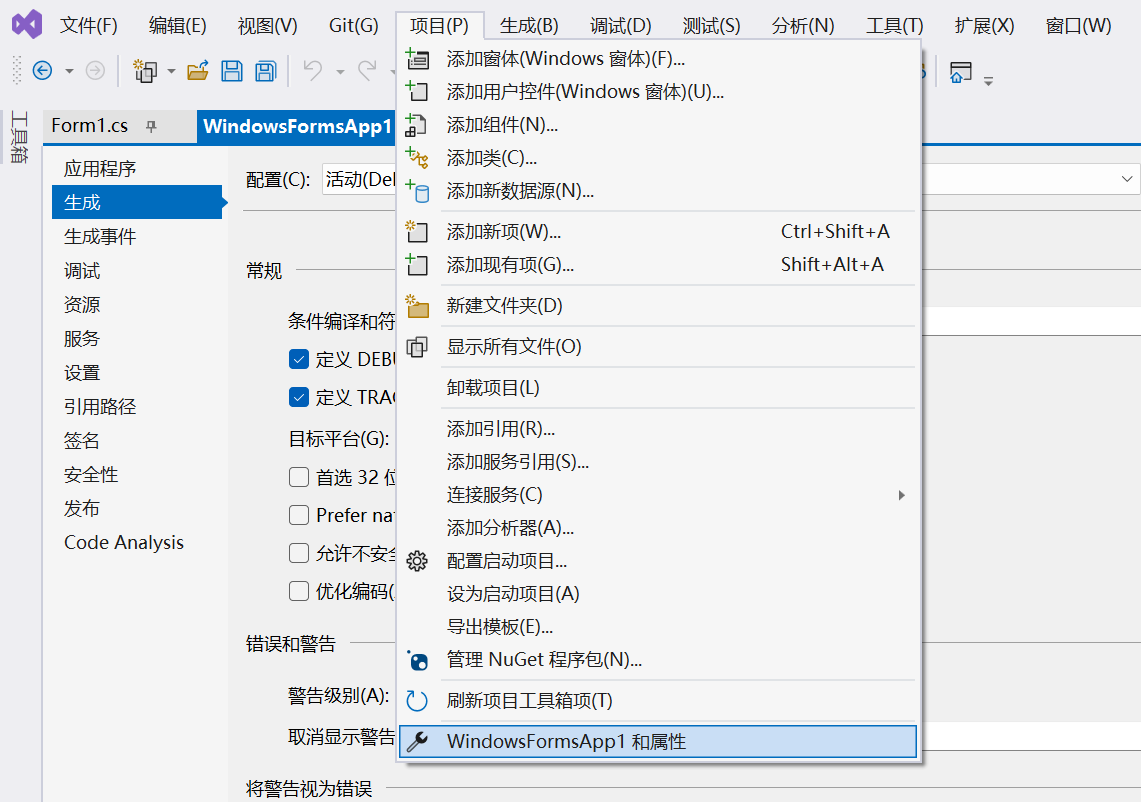 文件(F) 编辑(E) 视图(V) Git(G) 项目(P) 生成(B) 调试(D) 测试(S) 分析(N) 工具(T) 扩展(X) 窗口(W)
工具箱
Form1.cs WindowsFormsApp1
应用程序
生成
生成事件
调试
资源
服务
设置
引用路径
签名
安全性
发布
Code Analysis
配置(C): 活动(De
常规
条件编译和符
定义 DEBU
定义 TRAC
目标平台(G):
首选 32 位
Prefer nat
允许不安全
优化编码(
错误和警告
警告级别(A):
取消显示警告
将警告视为错误
添加窗体(Windows 窗体)(F)...
添加用户控件(Windows 窗体)(U)...
添加组件(N)...
添加类(C)...
添加新数据源(N)...
添加新项(W)... Ctrl+Shift+A
添加现有项(G)... Shift+Alt+A
新建文件夹(D)
显示所有文件(O)
卸载项目(L)
添加引用(R)...
添加服务引用(S)...
连接服务(C)
添加分析器(A)...
配置启动项目...
设为启动项目(A)
导出模板(E)...
管理 NuGet 程序包(N)...
刷新项目工具箱项(T)
WindowsFormsApp1 和属性